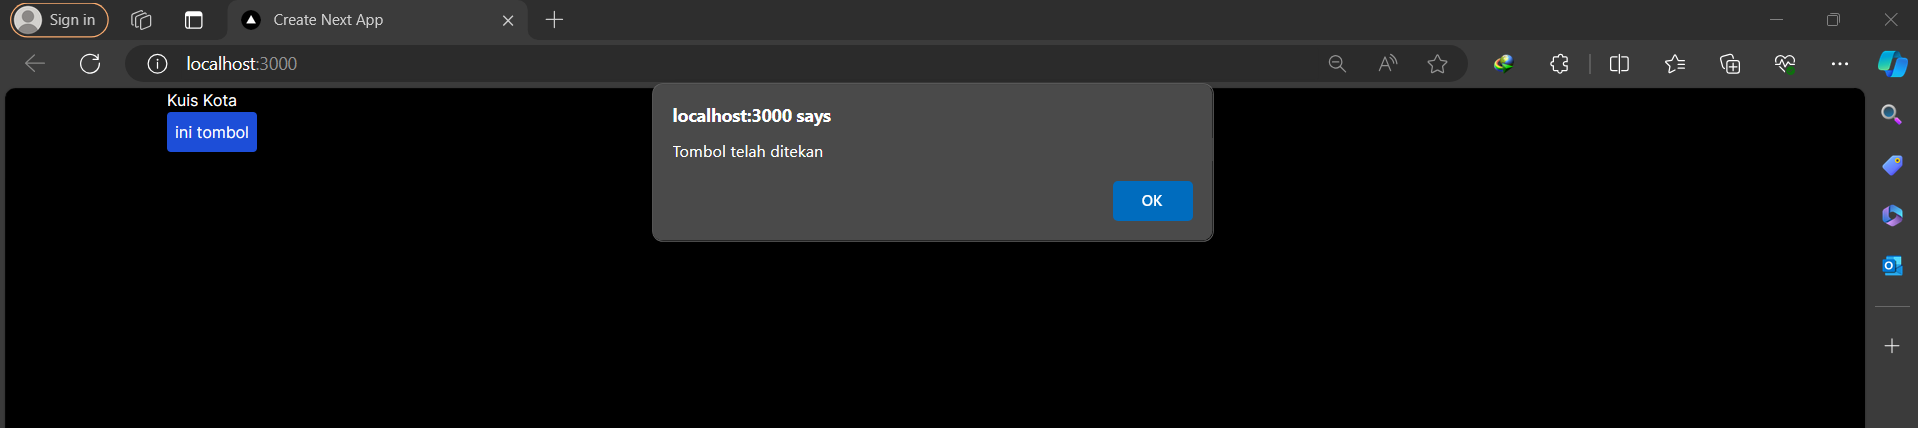 Sign in
Create Next App
localhost:3000
Kuis Kota
ini tombol
localhost:3000 says
Tombol telah ditekan
OK